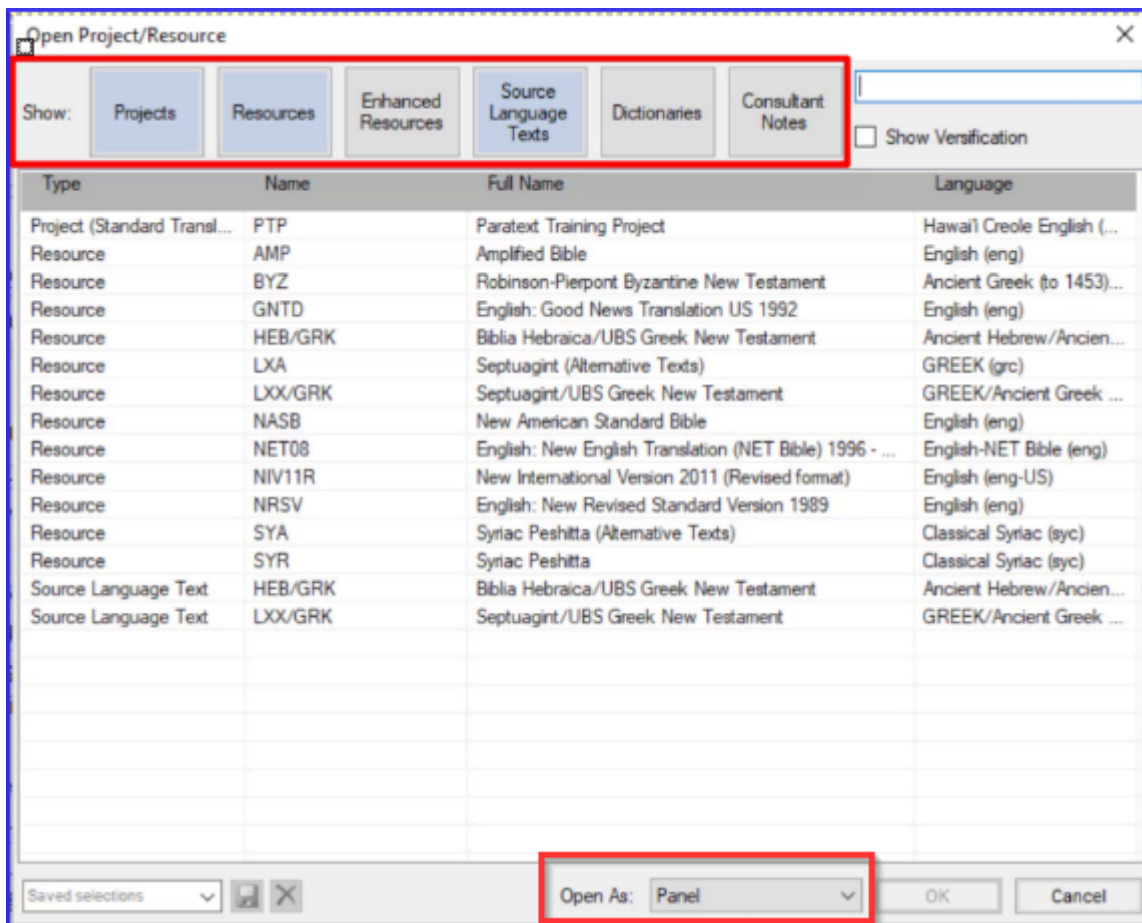 Open Project/Resource
Show: Projects Resources Enhanced Resources Source Language Texts Dictionaries Consultant Notes
Show Versification
Type Name Full Name Language
Project (Standard Transl... PTP Paratext Training Project Hawai'i Creole English (...
Resource AMP Amplified Bible English (eng)
Resource BYZ Robinson-Pierpont Byzantine New Testament Ancient Greek (to 1453)...
Resource GNTD English: Good News Translation US 1992 English (eng)
Resource HEB/GRK Biblia Hebraica/UBS Greek New Testament Ancient Hebrew/Ancien...
Resource LXA Septuagint (Alternative Texts) GREEK (grc)
Resource LXX/GRK Septuagint/UBS Greek New Testament GREEK/Ancient Greek ...
Resource NASB New American Standard Bible English (eng)
Resource NET08 English: New English Translation (NET Bible) 1996 - ... English-NET Bible (eng)
Resource NIV11R New International Version 2011 (Revised format) English (eng-US)
Resource NRSV English: New Revised Standard Version 1989 English (eng)
Resource SYA Syriac Peshitta (Alternative Texts) Classical Syriac (syc)
Resource SYR Syriac Peshitta Classical Syriac (syc)
Source Language Text HEB/GRK Biblia Hebraica/UBS Greek New Testament Ancient Hebrew/Ancien...
Source Language Text LXX/GRK Septuagint/UBS Greek New Testament GREEK/Ancient Greek ...
Saved selections Open As: Panel OK Cancel